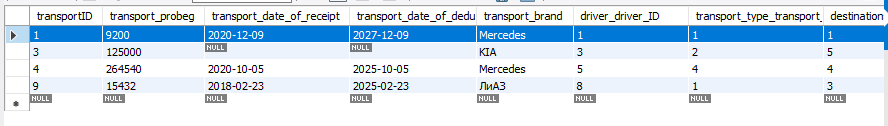 transportID transport_probeg transport_date_of_receipt transport_date_of_dedu transport_brand driver_driver_ID transport_type_transport_ destination
1 9200 2020-12-09 2027-12-09 Mercedes 1 1 1
3 125000 NULL NULL KIA 3 2 5
4 264540 2020-10-05 2025-10-05 Mercedes 5 4 4
9 15432 2018-02-23 2025-02-23 ЛиАЗ 8 1 3
NULL NULL NULL NULL NULL NULL NULL NULL